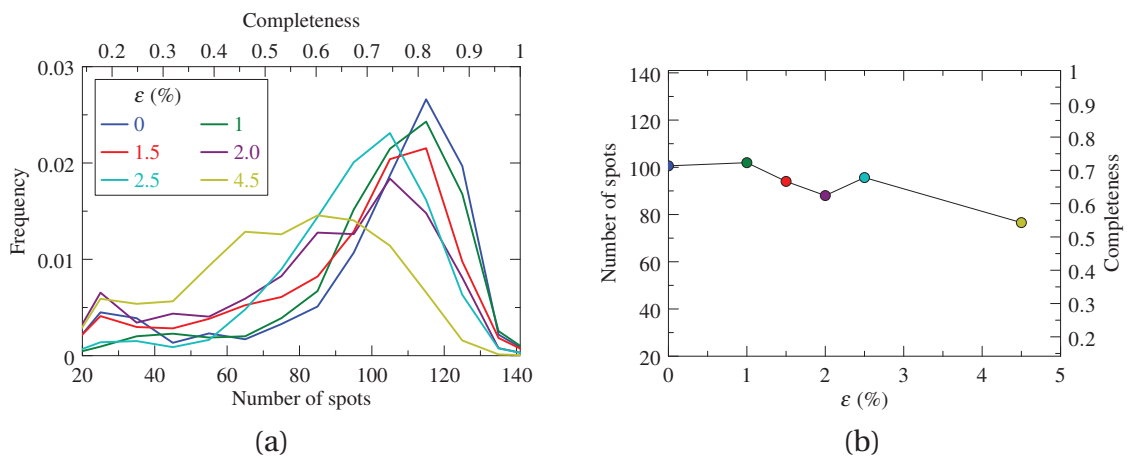 Completeness
0.2 0.3 0.4 0.5 0.6 0.7 0.8 0.9 1
0.03
0.02
0.01
0
Frequency
ε (%)
0 1
1.5 2.0
2.5 4.5
20 40 60 80 100 120 140
Number of spots
(a)
140
120
100
80
60
40
20
Number of spots
1
0.9
0.8
0.7
0.6
0.5
0.4
0.3
0.2
Completeness
0 1 2 3 4 5
ε (%)
(b)